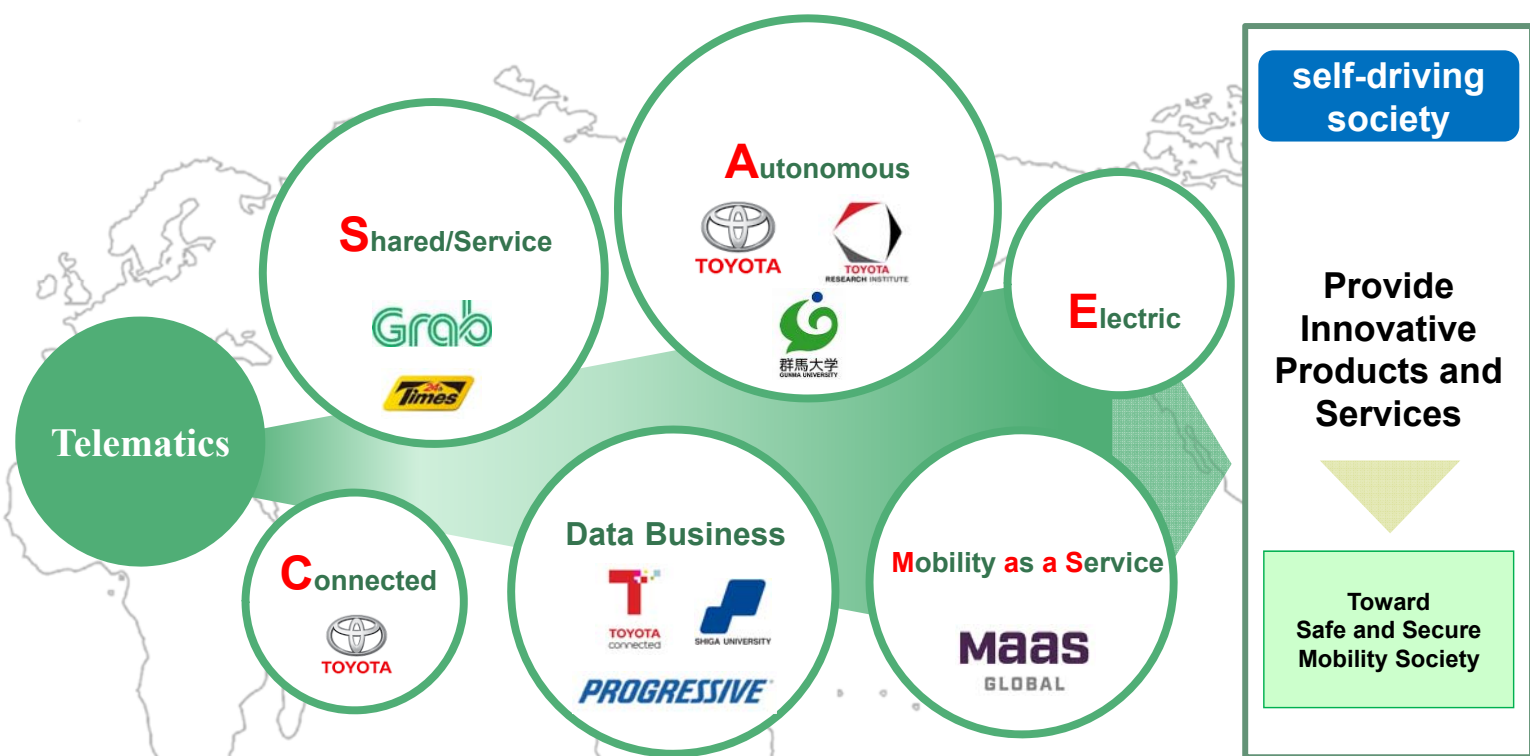 Telematics
Shared/Service
Grab
24h
Times
Connected
TOYOTA
Autonomous
TOYOTA
TOYOTA
RESEARCH INSTITUTE
群馬大学
GUNMA UNIVERSITY
Data Business
TOYOTA
connected
SHIGA UNIVERSITY
PROGRESSIVE
Electric
Mobility as a Service
MaaS
GLOBAL
self-driving
society
Provide
Innovative
Products and
Services
Toward
Safe and Secure
Mobility Society